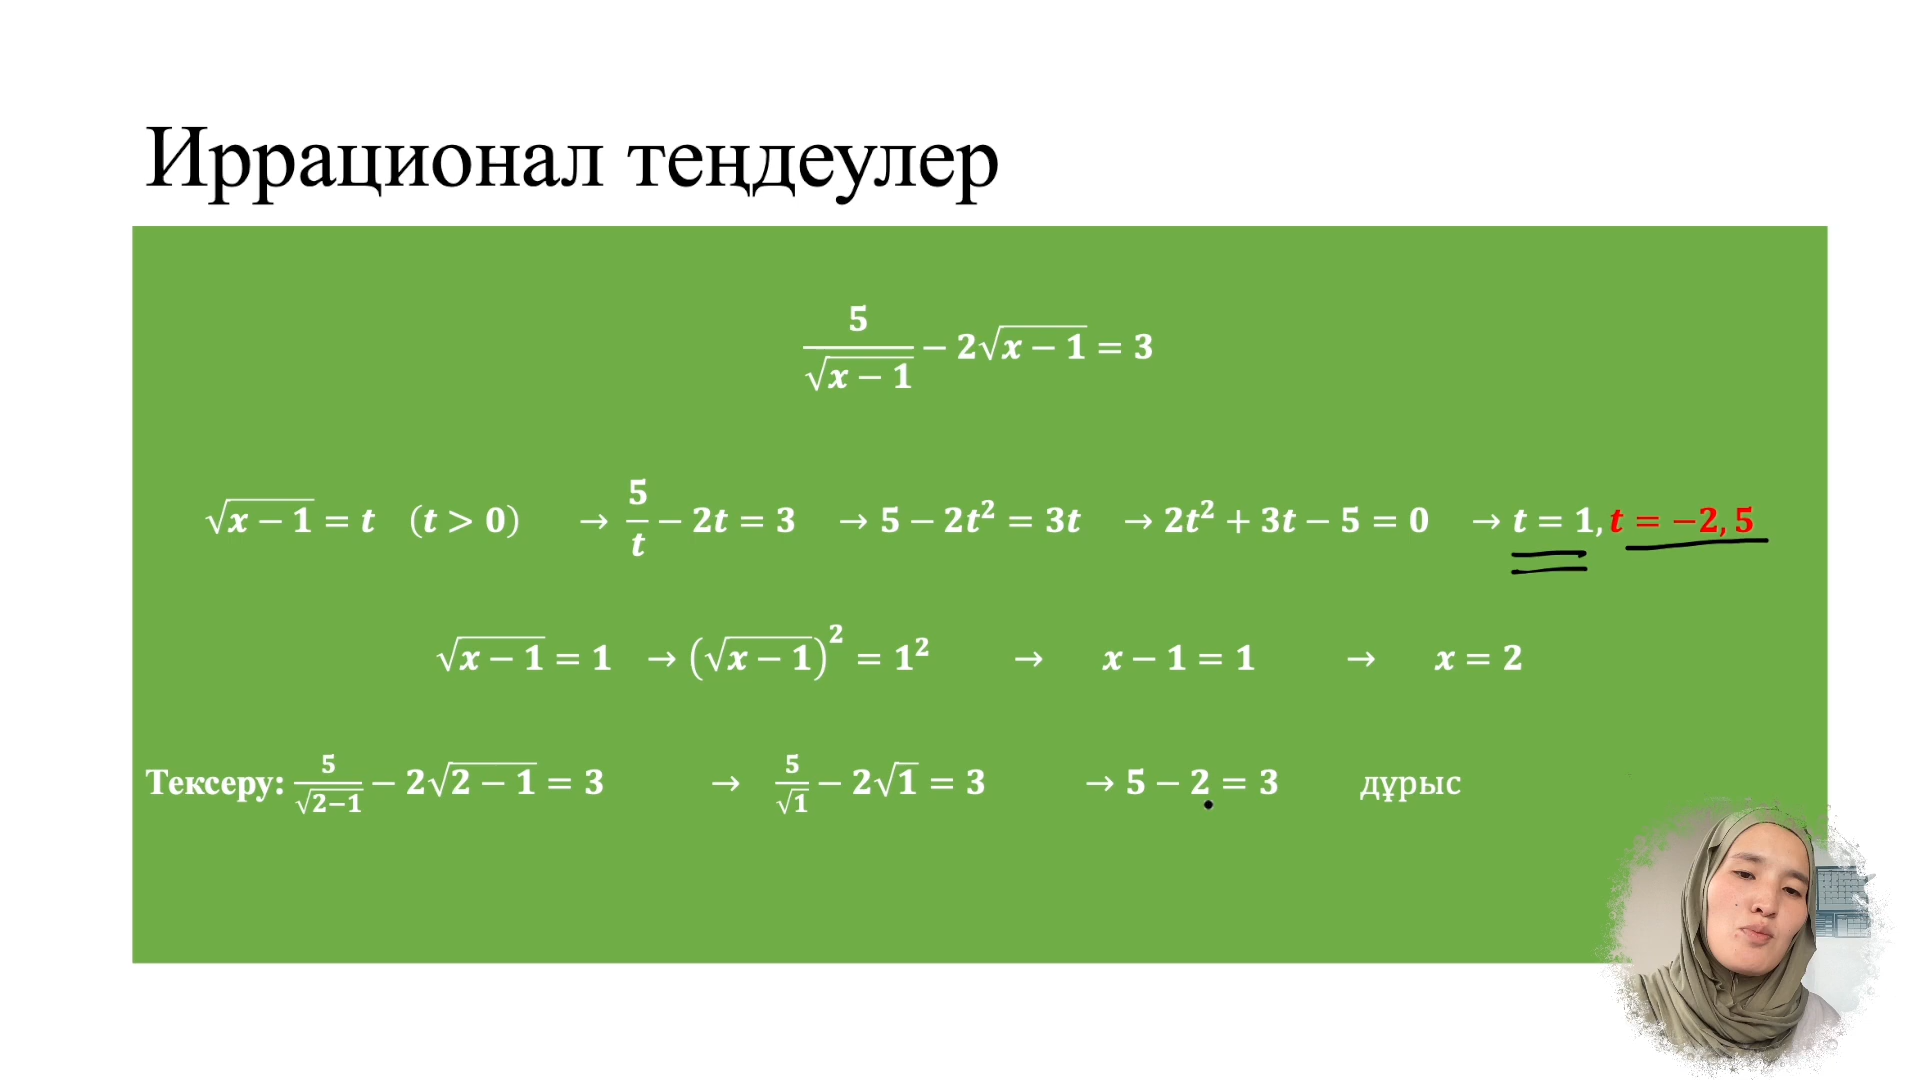 Иррационал теңдеулер
5/√(x − 1) − 2√(x − 1) = 3
√(x − 1) = t (t > 0) → 5/t − 2t = 3 → 5 − 2t² = 3t → 2t² + 3t − 5 = 0 → t = 1, t = −2,5
√(x − 1) = 1 → (√(x − 1))² = 1² → x − 1 = 1 → x = 2
Тексеру: 5/√(2−1) − 2√(2 − 1) = 3 → 5/√1 − 2√1 = 3 → 5 − 2 = 3 дұрыс